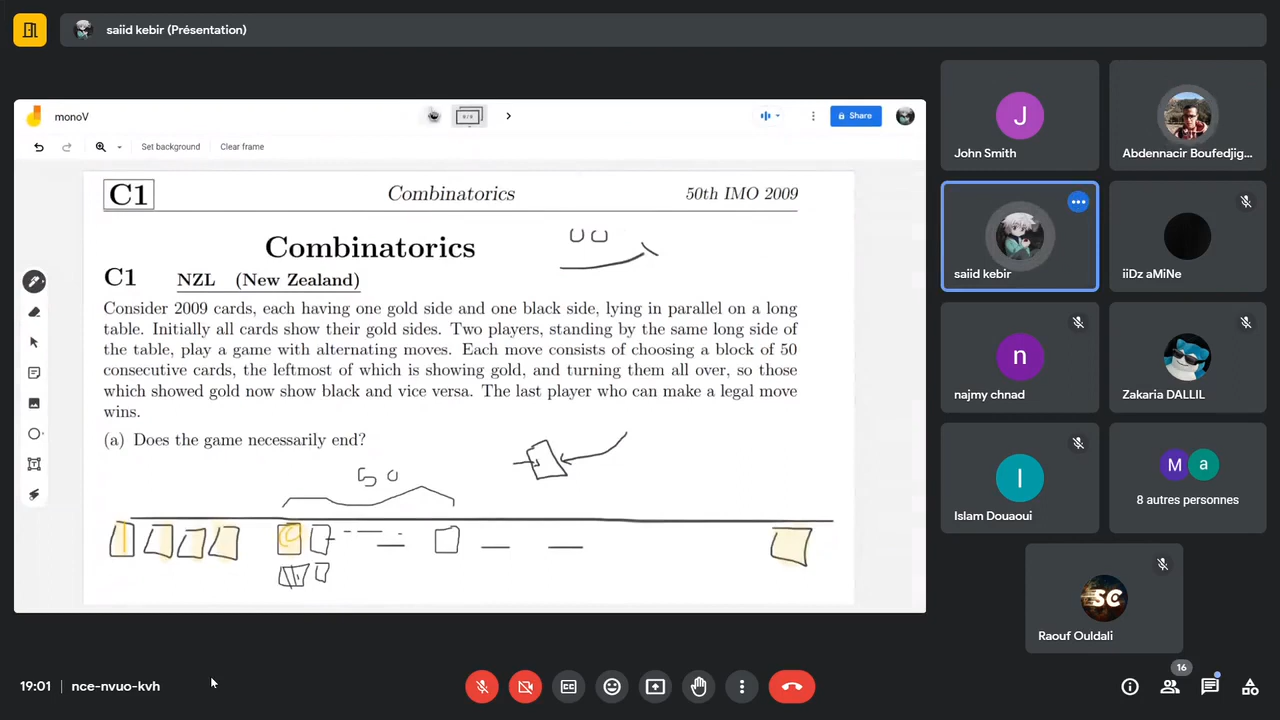 saiid kebir (Présentation)
monoV
Share
Set background
Clear frame
C1
Combinatorics
50th IMO 2009
Combinatorics
C1 NZL (New Zealand)
Consider 2009 cards, each having one gold side and one black side, lying in parallel on a long
table. Initially all cards show their gold sides. Two players, standing by the same long side of
the table, play a game with alternating moves. Each move consists of choosing a block of 50
consecutive cards, the leftmost of which is showing gold, and turning them all over, so those
which showed gold now show black and vice versa. The last player who can make a legal move
wins.
(a) Does the game necessarily end?
50
J
John Smith
Abdennacir Boufedjig...
saiid kebir
iiDz aMiNe
n
najmy chnad
Zakaria DALLIL
I
Islam Douaoui
M a
8 autres personnes
SC
Raouf Ouldali
19:01 nce-nvuo-kvh
16